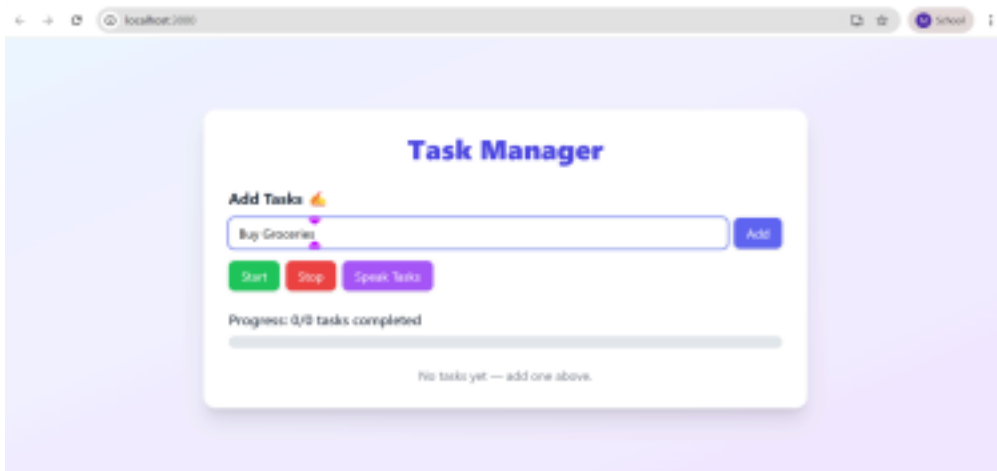 localhost:3000
School
Task Manager
Add Tasks ✍
Buy Groceries
Add
Start Stop Speak Tasks
Progress: 0/0 tasks completed
No tasks yet — add one above.